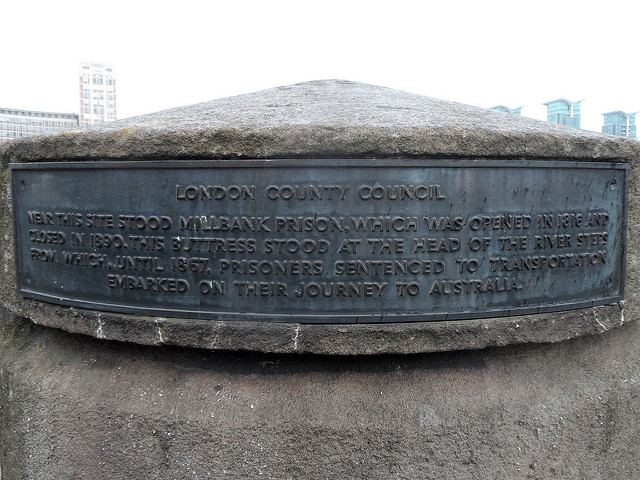 LONDON COUNTY COUNCIL
NEAR THIS SITE STOOD MILLBANK PRISON, WHICH WAS OPENED IN 1816 AND
CLOSED IN 1890. THIS BUTTRESS STOOD AT THE HEAD OF THE RIVER STEPS
FROM WHICH, UNTIL 1867, PRISONERS SENTENCED TO TRANSPORTATION
EMBARKED ON THEIR JOURNEY TO AUSTRALIA.